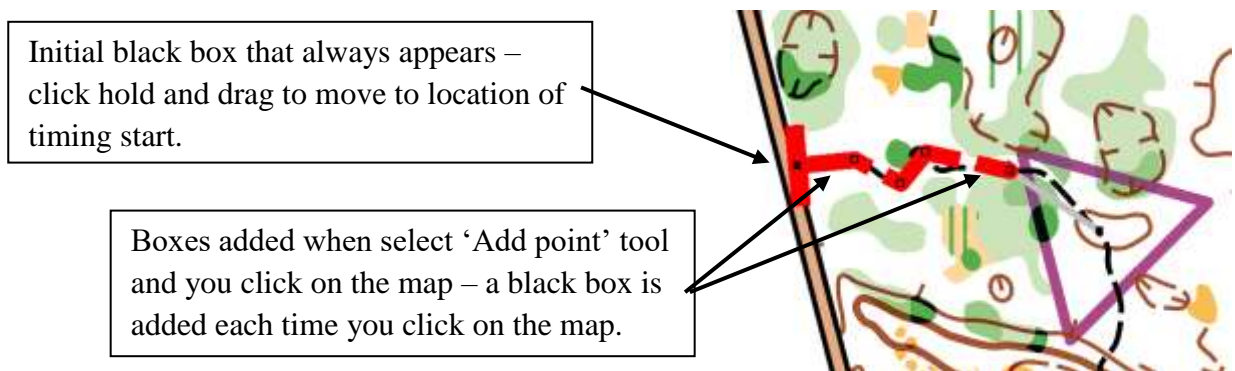 Initial black box that always appears –
click hold and drag to move to location of
timing start.
Boxes added when select ‘Add point’ tool
and you click on the map – a black box is
added each time you click on the map.